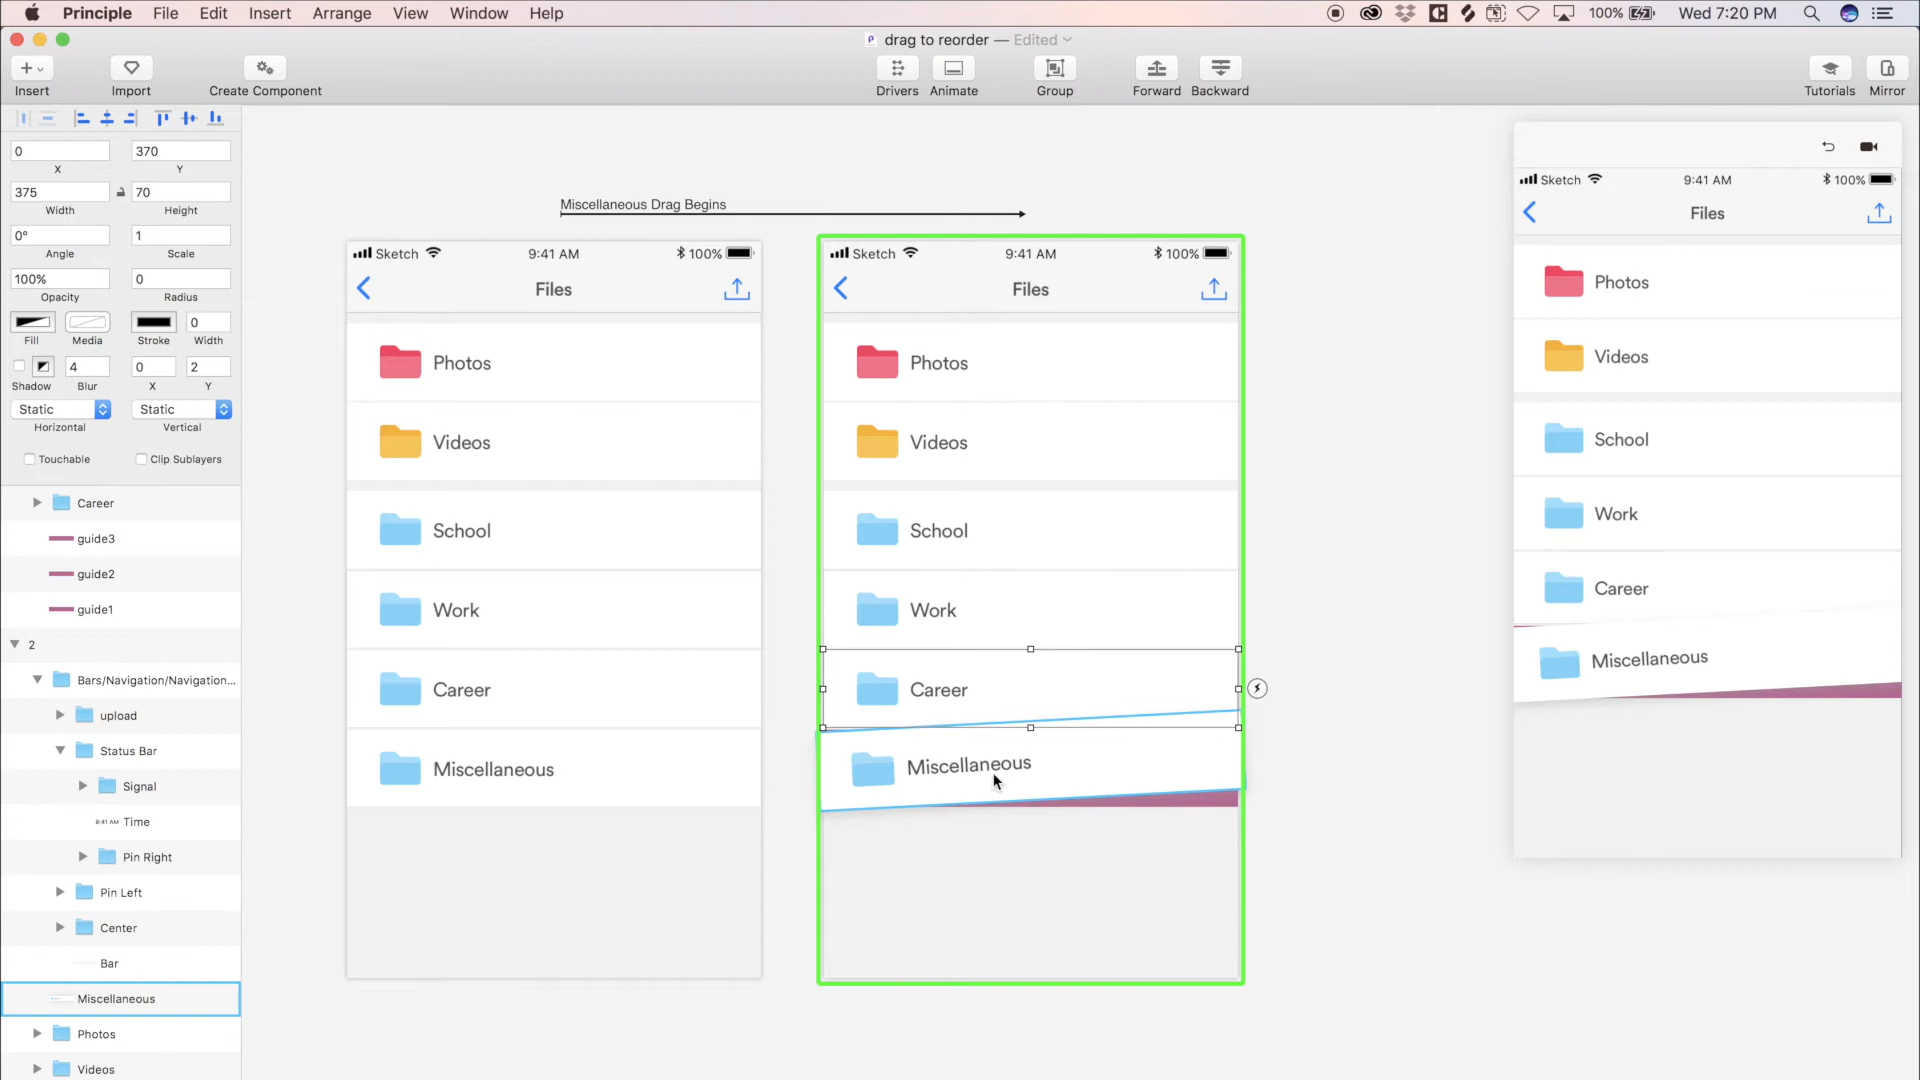 Principle File Edit Insert Arrange View Window Help 100% Wed 7:20 PM
drag to reorder — Edited
Insert Import Create Component Drivers Animate Group Forward Backward Tutorials Mirror
0 370
X Y
375 70
Width Height
0° 1
Angle Scale
100% 0
Opacity Radius
0
Fill Media Stroke Width
4 0 2
Shadow Blur X Y
Static Static
Horizontal Vertical
Touchable Clip Sublayers
Career
guide3
guide2
guide1
2
Bars/Navigation/Navigation...
upload
Status Bar
Signal
9:41 AM Time
Pin Right
Pin Left
Center
Bar
Miscellaneous
Photos
Videos
Miscellaneous Drag Begins
Sketch 9:41 AM 100%
Files
Photos
Videos
School
Work
Career
Miscellaneous
Sketch 9:41 AM 100%
Files
Photos
Videos
School
Work
Career
Miscellaneous
Sketch 9:41 AM 100%
Files
Photos
Videos
School
Work
Career
Miscellaneous